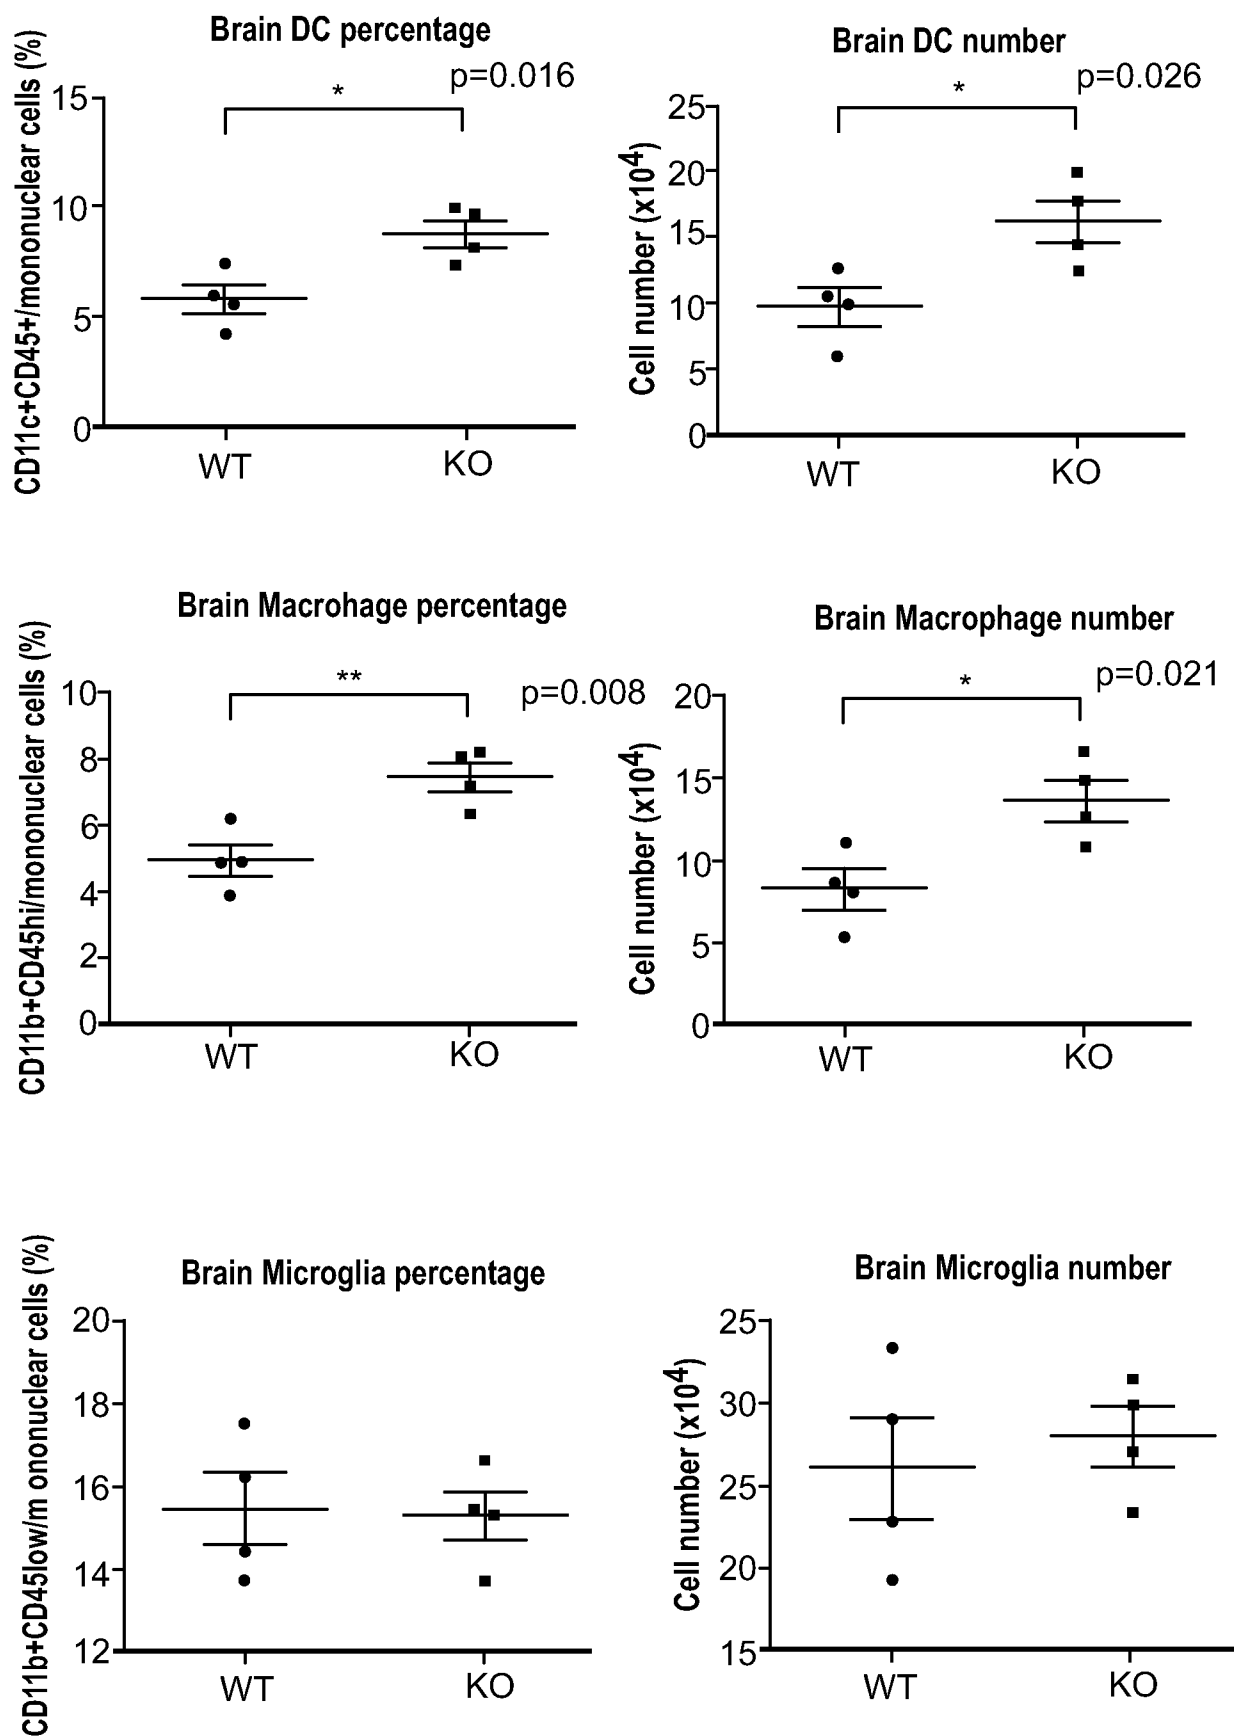 Brain DC percentage
p=0.016
*
CD11c+CD45+/mononuclear cells (%)
15
10
5
0
WT
KO
Brain DC number
p=0.026
*
Cell number (x10⁴)
25
20
15
10
5
0
WT
KO
Brain Macrohage percentage
**
p=0.008
CD11b+CD45hi/mononuclear cells (%)
10
8
6
4
2
0
WT
KO
Brain Macrophage number
p=0.021
*
Cell number (x10⁴)
20
15
10
5
0
WT
KO
Brain Microglia percentage
CD11b+CD45low/m ononuclear cells (%)
20
18
16
14
12
WT
KO
Brain Microglia number
Cell number (x10⁴)
25
30
25
20
15
WT
KO